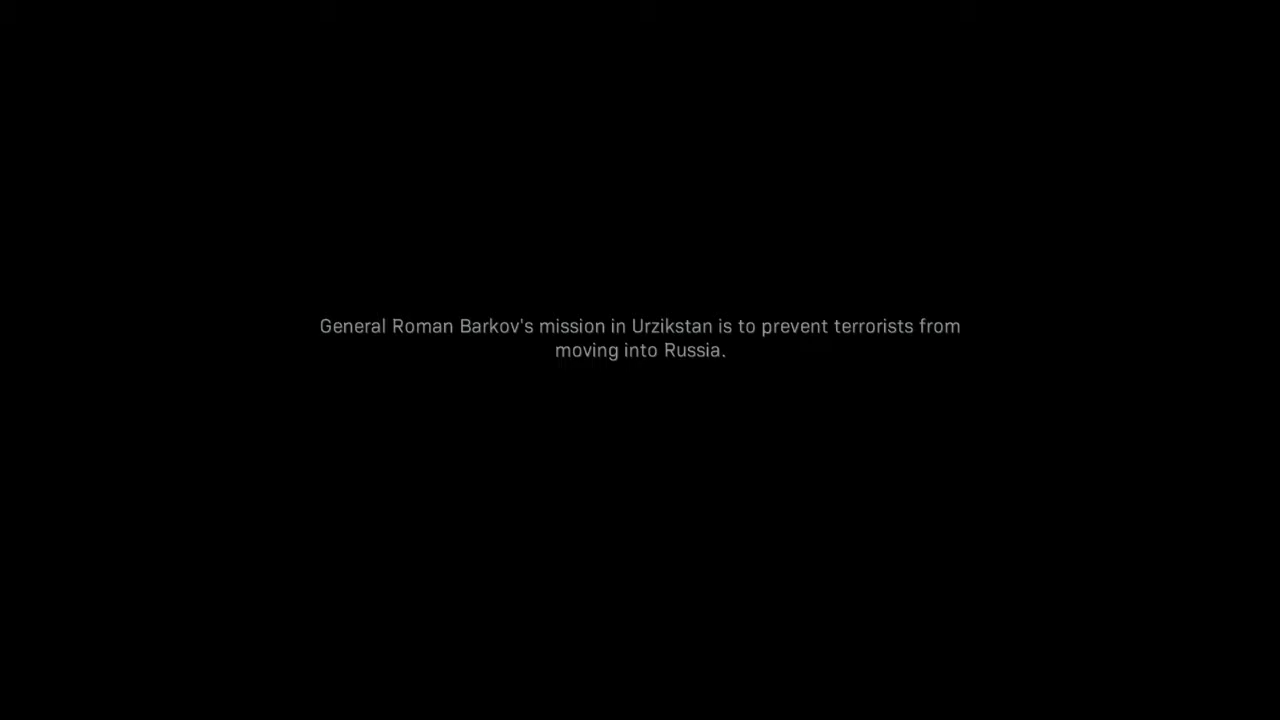 General Roman Barkov's mission in Urzikstan is to prevent terrorists from
moving into Russia.